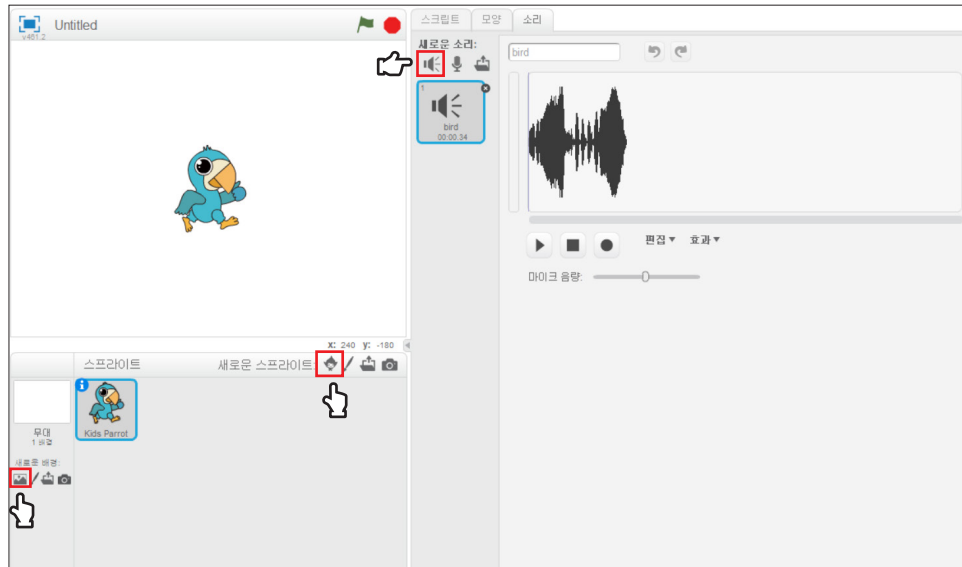 Untitled
v461.2
스크립트 모양 소리
새로운 소리:
bird
1
bird
00:00.34
편집 효과
마이크 음량:
x: 240 y: -180
스프라이트 새로운 스프라이트:
Kids Parrot
무대
1 배경
새로운 배경: